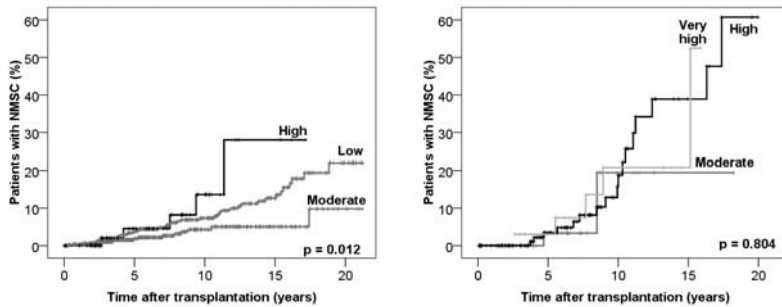 60
50
40
30
20
10
0
Patients with NMSC (%)
High
Low
Moderate
p = 0.012
0 5 10 15 20
Time after transplantation (years)
60
50
40
30
20
10
0
Patients with NMSC (%)
Very
high
High
Moderate
p = 0.804
0 5 10 15 20
Time after transplantation (years)